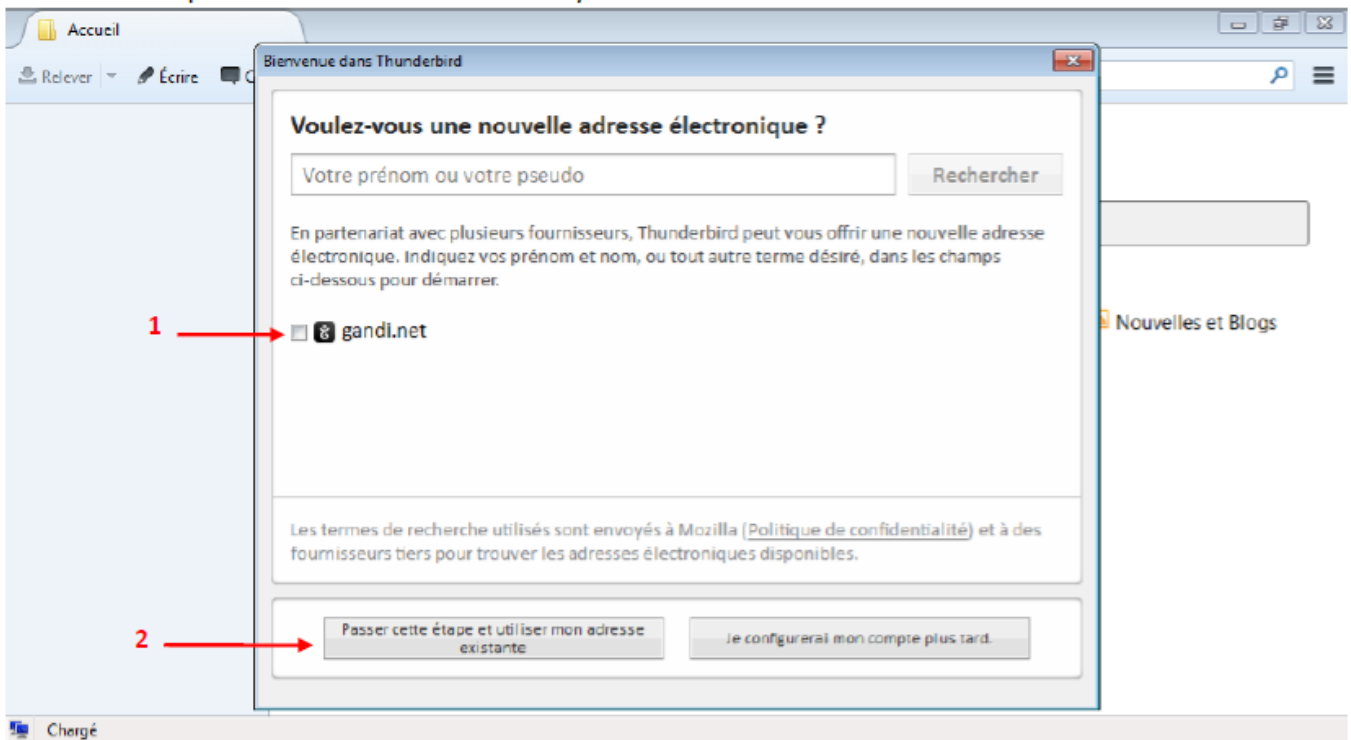 Accueil
Bienvenue dans Thunderbird
Relever
Écrire
Voulez-vous une nouvelle adresse électronique ?
Votre prénom ou votre pseudo
Rechercher
En partenariat avec plusieurs fournisseurs, Thunderbird peut vous offrir une nouvelle adresse
électronique. Indiquez vos prénom et nom, ou tout autre terme désiré, dans les champs
ci-dessous pour démarrer.
1
gandi.net
Nouvelles et Blogs
Les termes de recherche utilisés sont envoyés à Mozilla (Politique de confidentialité) et à des
fournisseurs tiers pour trouver les adresses électroniques disponibles.
2
Passer cette étape et utiliser mon adresse
existante
Je configurerai mon compte plus tard.
Chargé